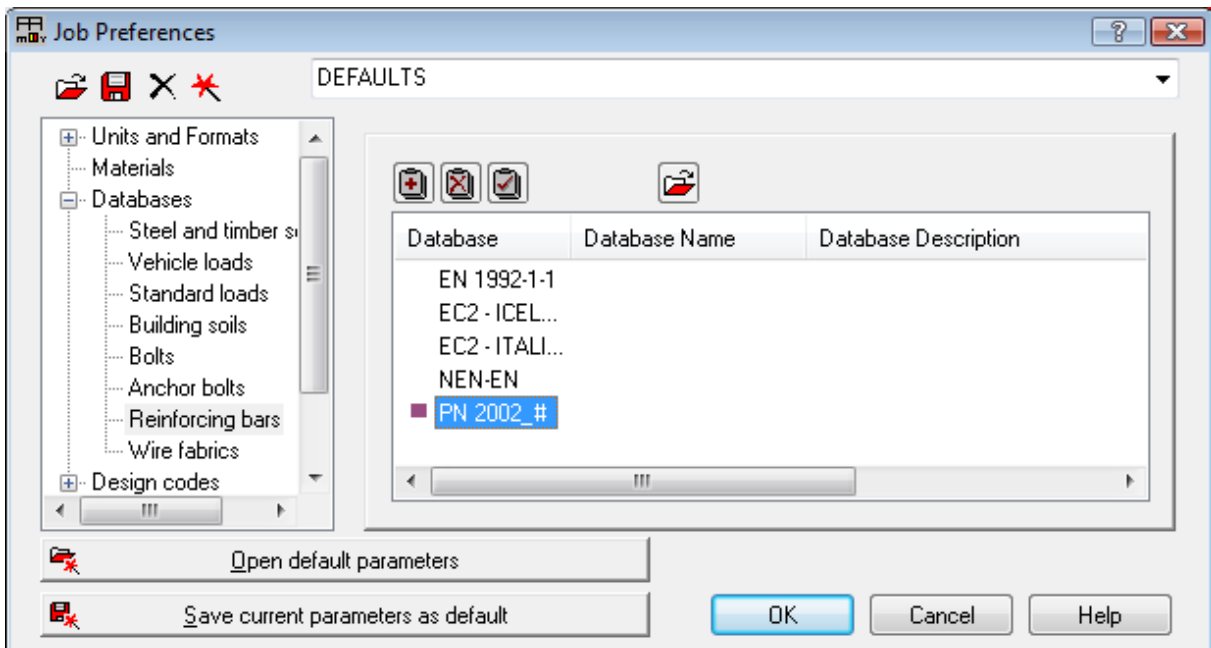 Job Preferences
DEFAULTS
Units and Formats
Materials
Databases
Steel and timber s
Vehicle loads
Standard loads
Building soils
Bolts
Anchor bolts
Reinforcing bars
Wire fabrics
Design codes
Database Database Name Database Description
EN 1992-1-1
EC2 - ICEL...
EC2 - ITALI...
NEN-EN
PN 2002_#
Open default parameters
Save current parameters as default
OK Cancel Help